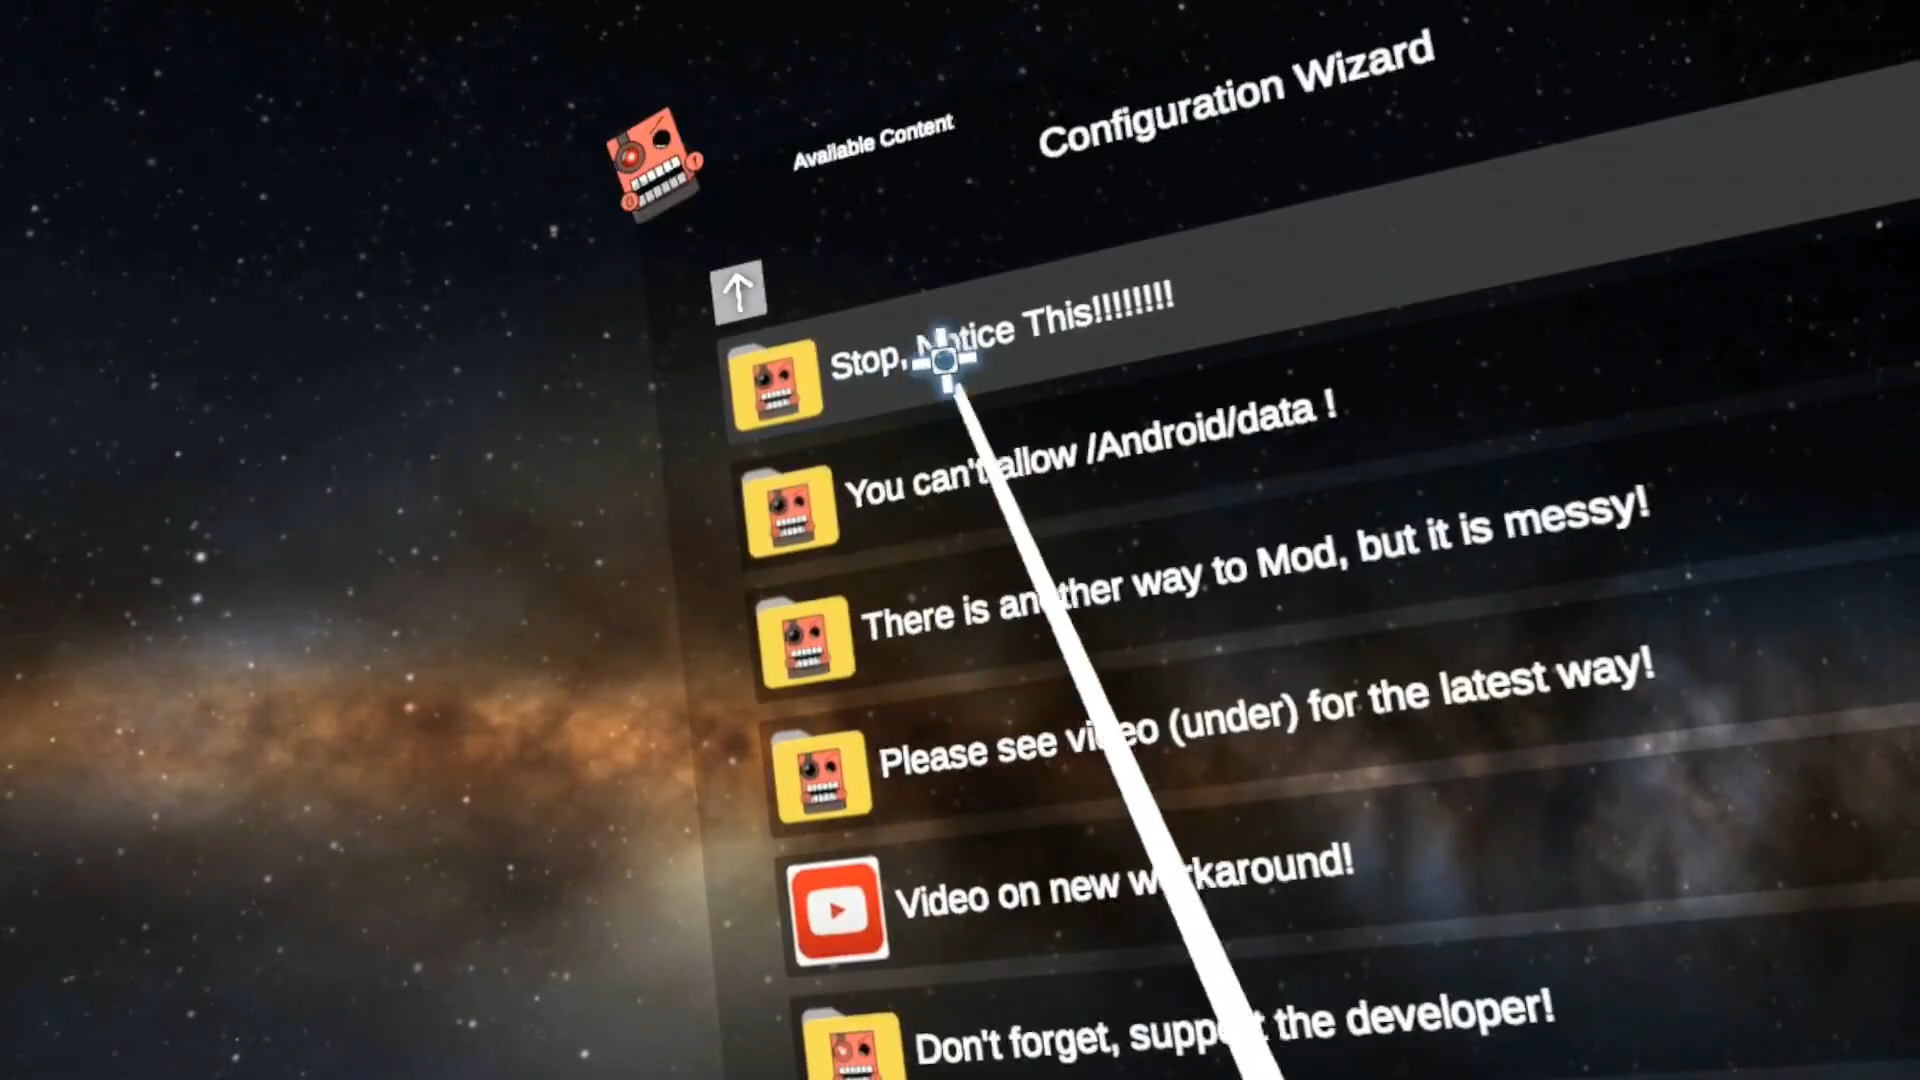 Available Content
Configuration Wizard
Stop, Notice This!!!!!!!!
You can't allow /Android/data !
There is another way to Mod, but it is messy!
Please see video (under) for the latest way!
Video on new workaround!
Don't forget, support the developer!